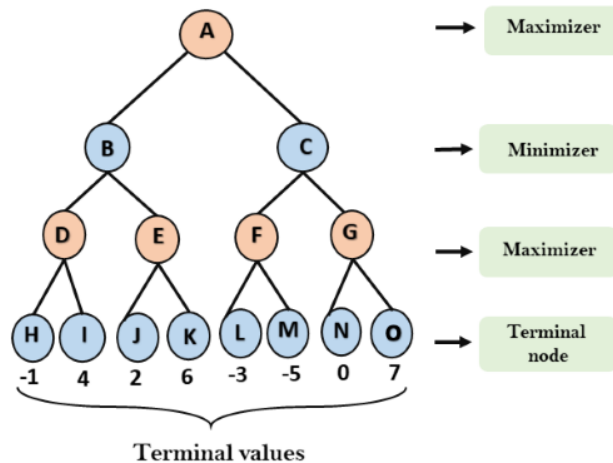 A
Maximizer
B
C
Minimizer
D
E
F
G
Maximizer
H
I
J
K
L
M
N
O
Terminal
node
-1
4
2
6
-3
-5
0
7
Terminal values